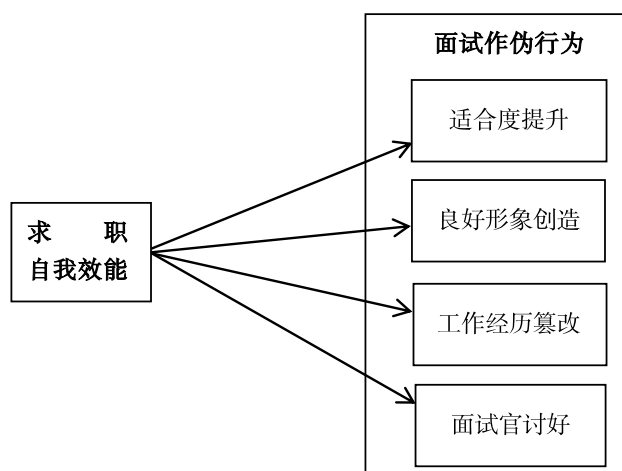 面试作伪行为
适合度提升
良好形象创造
求 职
自我效能
工作经历篡改
面试官讨好